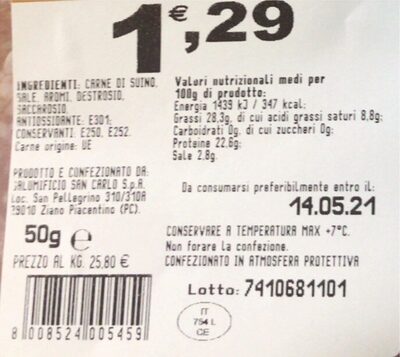 1€,29
INGREDIENTI: CARNE DI SUINO,
SALE, AROMI, DESTROSIO,
SACCAROSIO,
ANTIOSSIDANTE: E301;
CONSERVANTI: E250, E252.
Carne origine: UE
Valori nutrizionali medi per
100g di prodotto:
Energia 1439 kJ / 347 kcal;
Grassi 28,3g, di cui acidi grassi saturi 8,8g;
Carboidrati 0g, di cui zuccheri 0g;
Proteine 22,6g;
Sale 2,8g.
PRODOTTO E CONFEZIONATO DA:
SALUMIFICIO SAN CARLO S.p.A.
Loc. San Pellegrino 310/310A
29010 Ziano Piacentino (PC).
Da consumarsi preferibilmente entro il:
14.05.21
50g e
PREZZO AL KG. 25,80 €
CONSERVARE A TEMPERATURA MAX +7°C.
Non forare la confezione.
CONFEZIONATO IN ATMOSFERA PROTETTIVA
Lotto: 7410681101
IT
754 L
CE
8 008524 005459